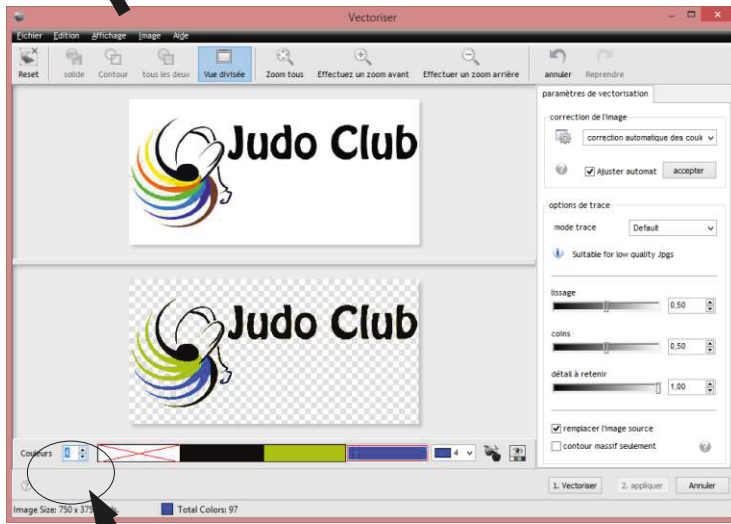 Vectoriser
Fichier Edition Affichage Image Aide
Reset solide Contour tous les deux Vue divisée Zoom tous Effectuez un zoom avant Effectuer un zoom arrière annuler Reprendre
paramètres de vectorisation
correction de l'image
correction automatique des coule
Ajuster automat accepter
Judo Club
options de trace
mode trace Default
Suitable for low quality Jpgs
lissage
0,50
coins
0,50
détail à retenir
1,00
Judo Club
remplacer l'image source
contour massif seulement
Couleurs 4
1. Vectoriser 2. appliquer Annuler
Image Size: 750 x 375 Total Colors: 97